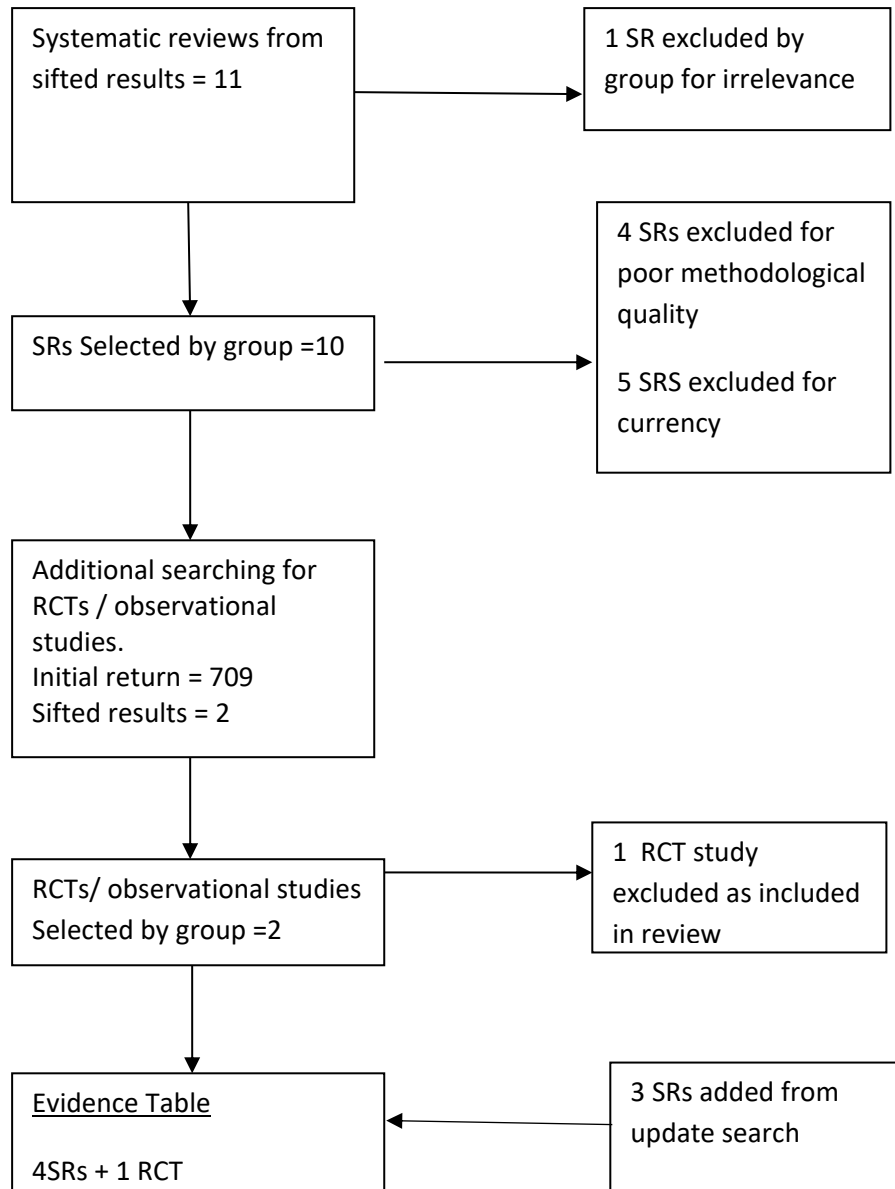 Systematic reviews from
sifted results = 11
1 SR excluded by
group for irrelevance
4 SRs excluded for
poor methodological
quality
5 SRS excluded for
currency
SRs Selected by group =10
Additional searching for
RCTs / observational
studies.
Initial return = 709
Sifted results = 2
RCTs/ observational studies
Selected by group =2
1  RCT study
excluded as included
in review
Evidence Table
4SRs + 1 RCT
3 SRs added from
update search